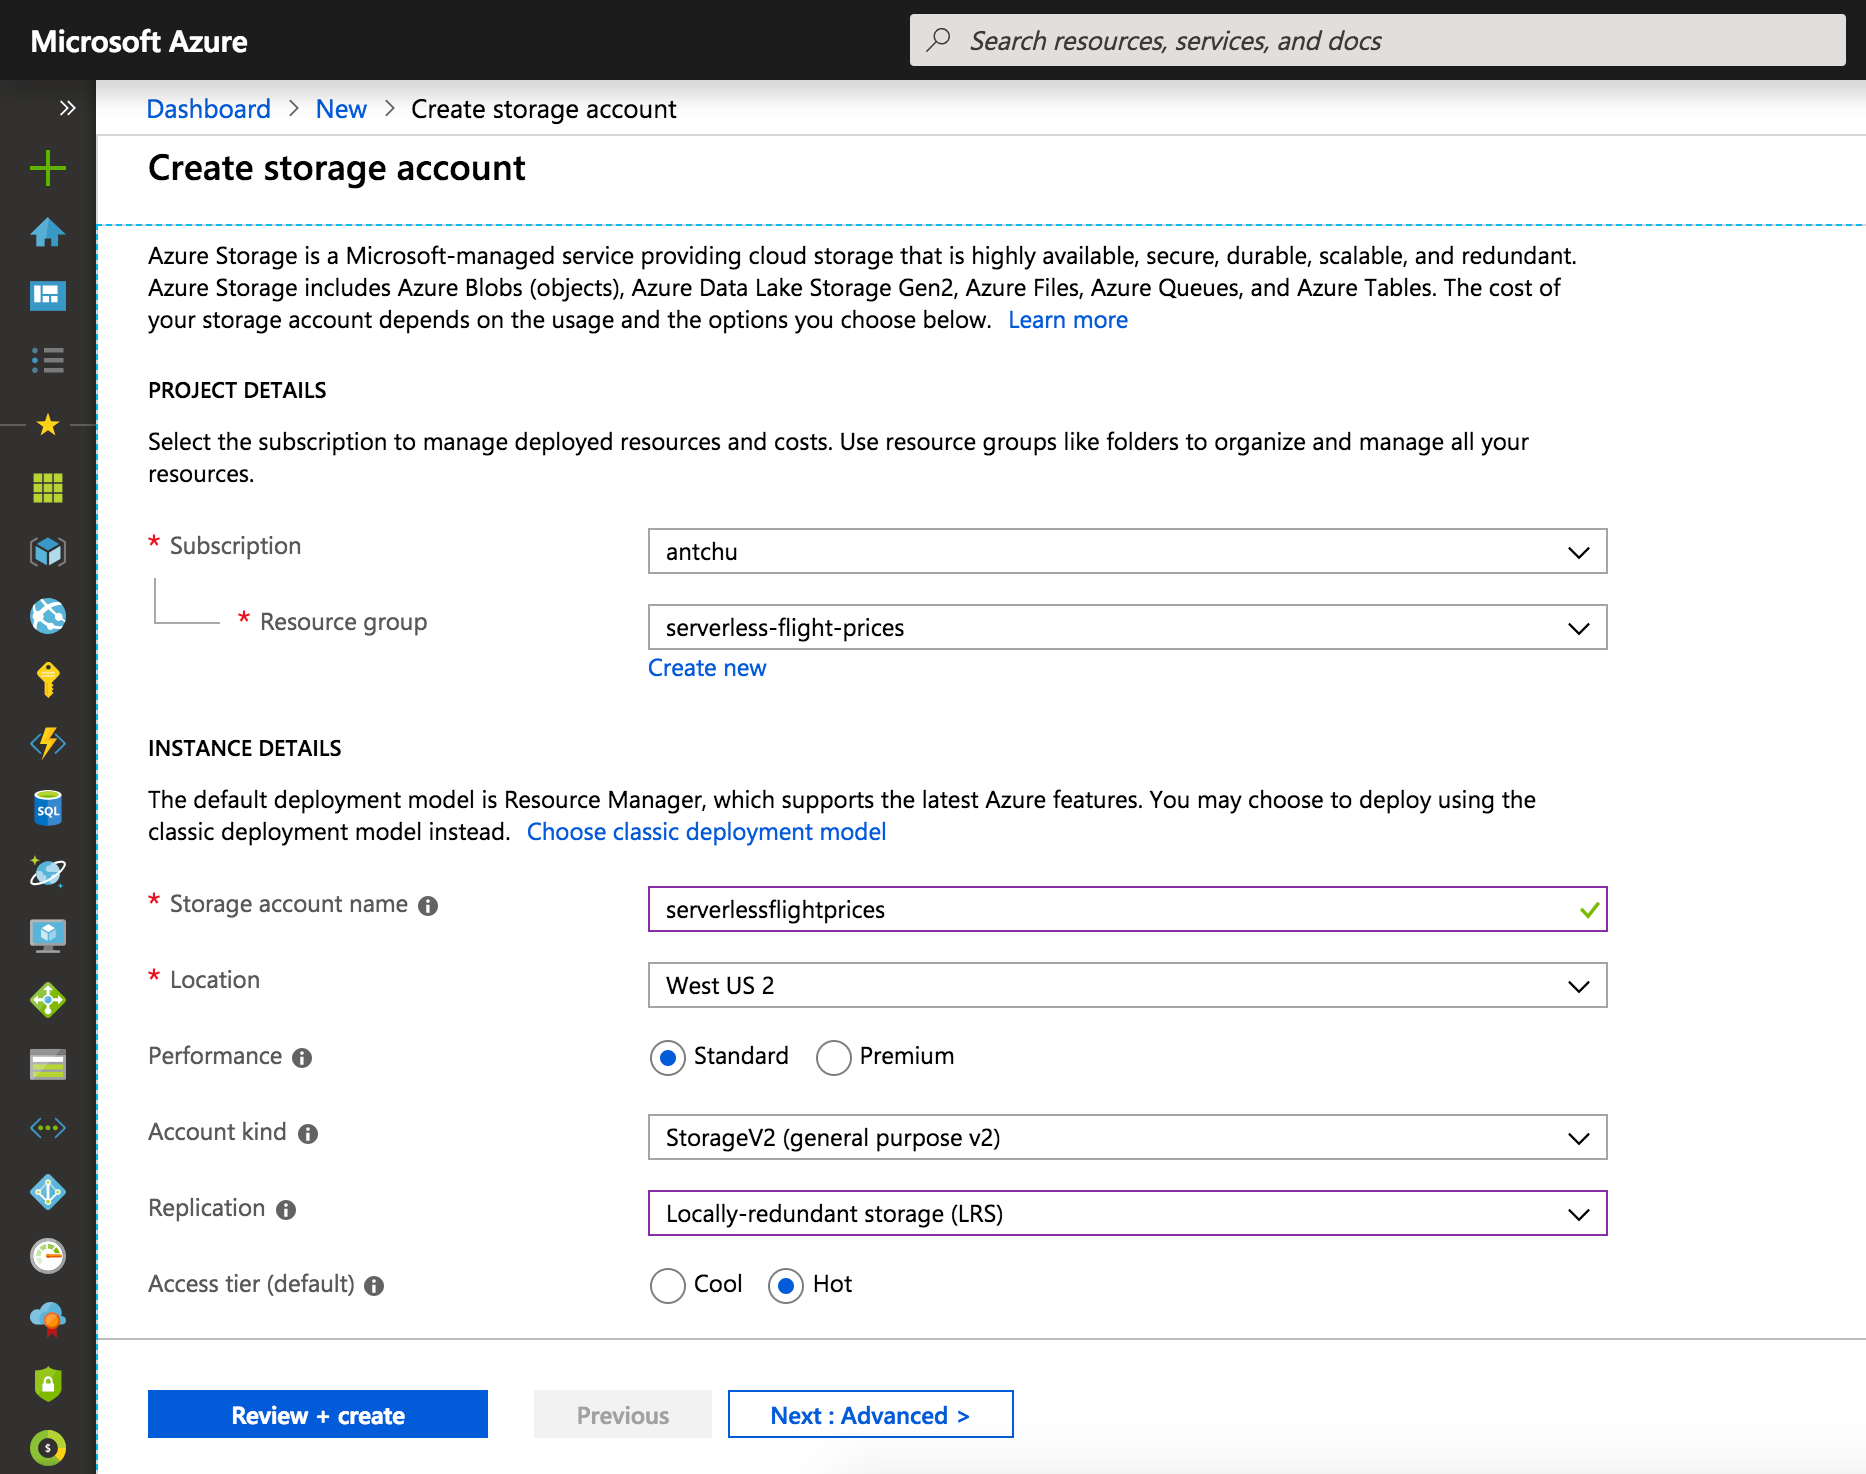 Microsoft Azure
Search resources, services, and docs
Dashboard > New > Create storage account
Create storage account
Azure Storage is a Microsoft-managed service providing cloud storage that is highly available, secure, durable, scalable, and redundant.
Azure Storage includes Azure Blobs (objects), Azure Data Lake Storage Gen2, Azure Files, Azure Queues, and Azure Tables. The cost of
your storage account depends on the usage and the options you choose below. Learn more
PROJECT DETAILS
Select the subscription to manage deployed resources and costs. Use resource groups like folders to organize and manage all your
resources.
* Subscription
antchu
* Resource group
serverless-flight-prices
Create new
INSTANCE DETAILS
The default deployment model is Resource Manager, which supports the latest Azure features. You may choose to deploy using the
classic deployment model instead. Choose classic deployment model
* Storage account name
serverlessflightprices
* Location
West US 2
Performance
Standard Premium
Account kind
StorageV2 (general purpose v2)
Replication
Locally-redundant storage (LRS)
Access tier (default)
Cool Hot
Review + create
Previous
Next : Advanced >
SQL
$